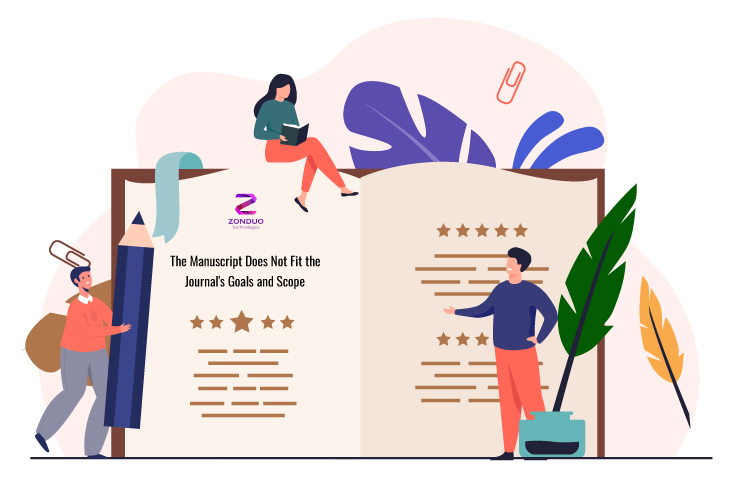 ZONDUO
Technologies
The Manuscript Does Not Fit the
Journal's Goals and Scope